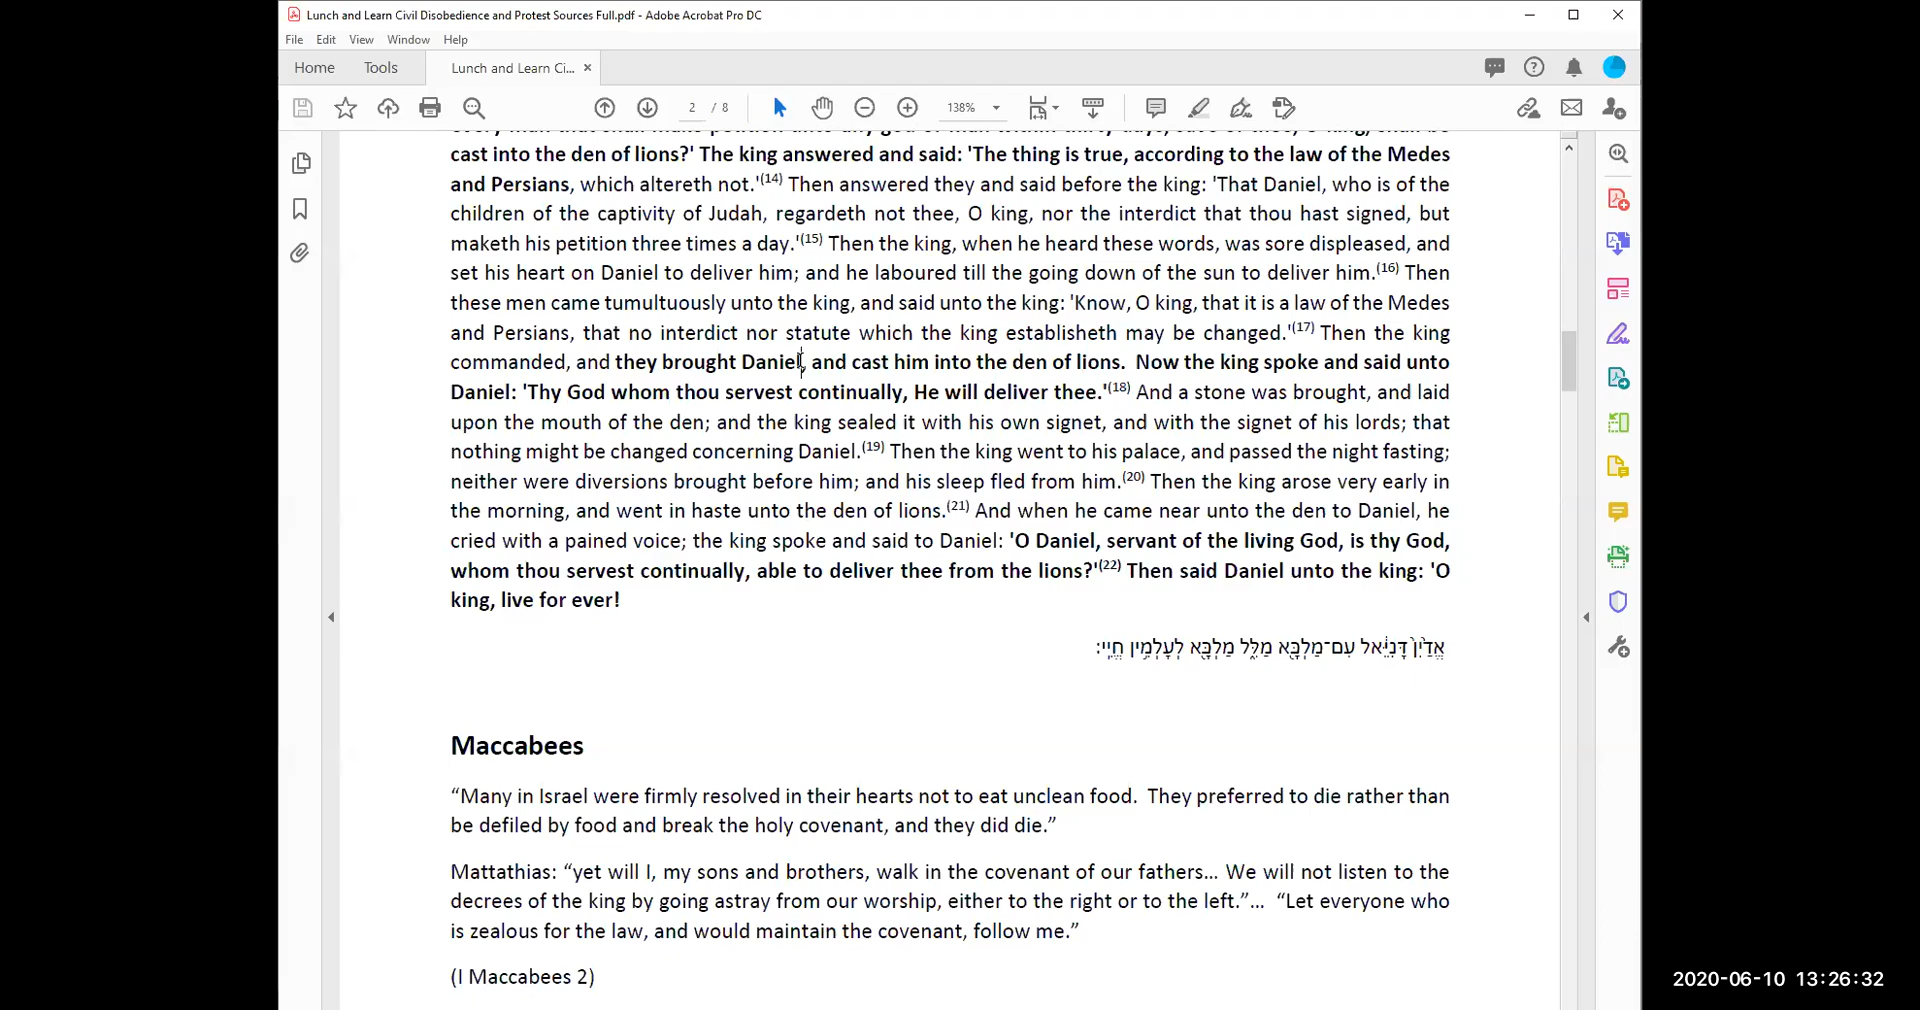 Lunch and Learn Civil Disobedience and Protest Sources Full.pdf - Adobe Acrobat Pro DC
File Edit View Window Help
Home Tools Lunch and Learn Ci... ×
2 / 8 138%
every man that shall make petition unto any god or man within thirty days, save of thee, O king, shall be
cast into the den of lions?' The king answered and said: 'The thing is true, according to the law of the Medes
and Persians, which altereth not.'(14) Then answered they and said before the king: 'That Daniel, who is of the
children of the captivity of Judah, regardeth not thee, O king, nor the interdict that thou hast signed, but
maketh his petition three times a day.'(15) Then the king, when he heard these words, was sore displeased, and
set his heart on Daniel to deliver him; and he laboured till the going down of the sun to deliver him.(16) Then
these men came tumultuously unto the king, and said unto the king: 'Know, O king, that it is a law of the Medes
and Persians, that no interdict nor statute which the king establisheth may be changed.'(17) Then the king
commanded, and they brought Daniel, and cast him into the den of lions. Now the king spoke and said unto
Daniel: 'Thy God whom thou servest continually, He will deliver thee.'(18) And a stone was brought, and laid
upon the mouth of the den; and the king sealed it with his own signet, and with the signet of his lords; that
nothing might be changed concerning Daniel.(19) Then the king went to his palace, and passed the night fasting;
neither were diversions brought before him; and his sleep fled from him.(20) Then the king arose very early in
the morning, and went in haste unto the den of lions.(21) And when he came near unto the den to Daniel, he
cried with a pained voice; the king spoke and said to Daniel: 'O Daniel, servant of the living God, is thy God,
whom thou servest continually, able to deliver thee from the lions?'(22) Then said Daniel unto the king: 'O
king, live for ever!
אֱדַ֙יִן֙ דָּנִיֵּ֔אל עִם־מַלְכָּ֖א מַלִּ֑ל מַלְכָּ֖א לְעָלְמִ֥ין חֱיִֽי׃
Maccabees
“Many in Israel were firmly resolved in their hearts not to eat unclean food. They preferred to die rather than
be defiled by food and break the holy covenant, and they did die.”
Mattathias: “yet will I, my sons and brothers, walk in the covenant of our fathers... We will not listen to the
decrees of the king by going astray from our worship, either to the right or to the left.”... “Let everyone who
is zealous for the law, and would maintain the covenant, follow me.”
(I Maccabees 2)
2020-06-10 13:26:32